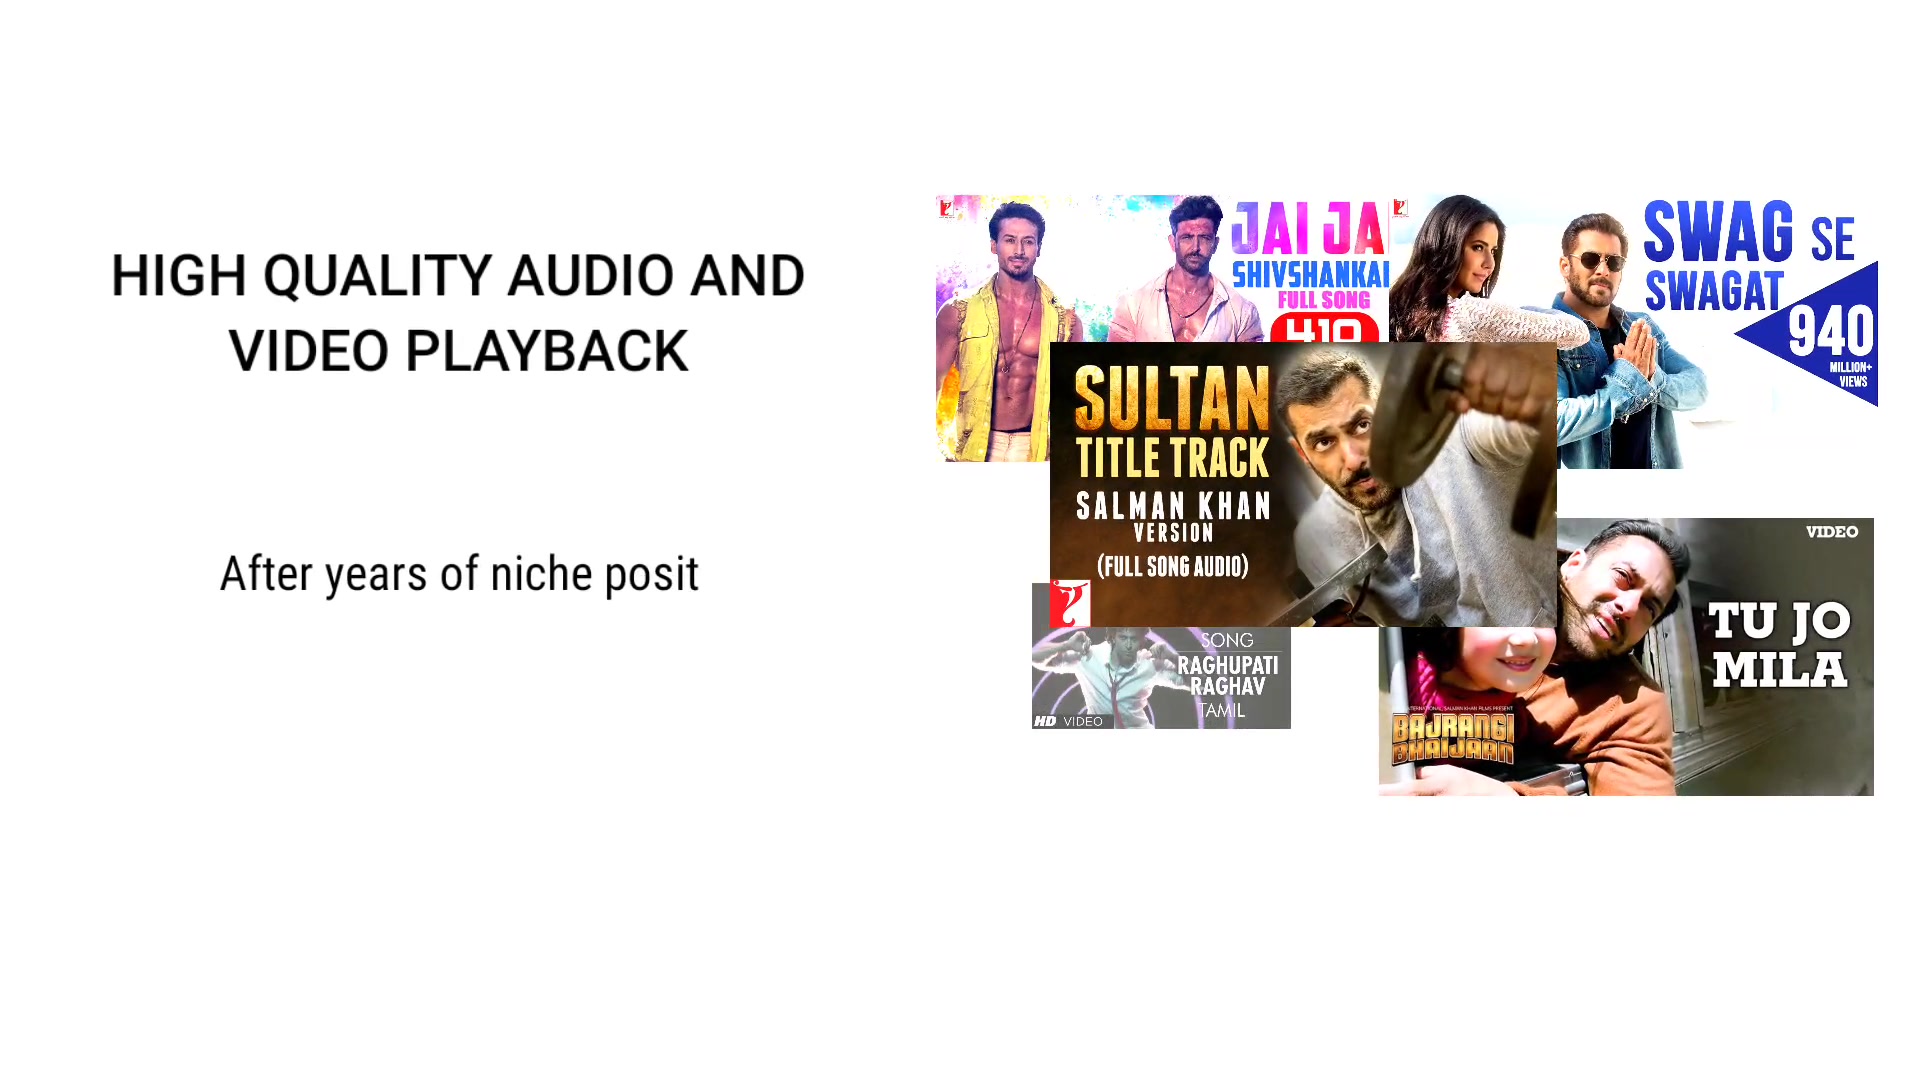 HIGH QUALITY AUDIO AND
VIDEO PLAYBACK
After years of niche posit
JAI JA
SHIVSHANKA
FULL SONG
410
SWAG SE
SWAGAT
940
MILLION+
VIEWS
SULTAN
TITLE TRACK
SALMAN KHAN
VERSION
(FULL SONG AUDIO)
SONG
RAGHUPATI
RAGHAV
TAMIL
HD VIDEO
VIDEO
TU JO
MILA
BAJRANGI
BHAIJAAN